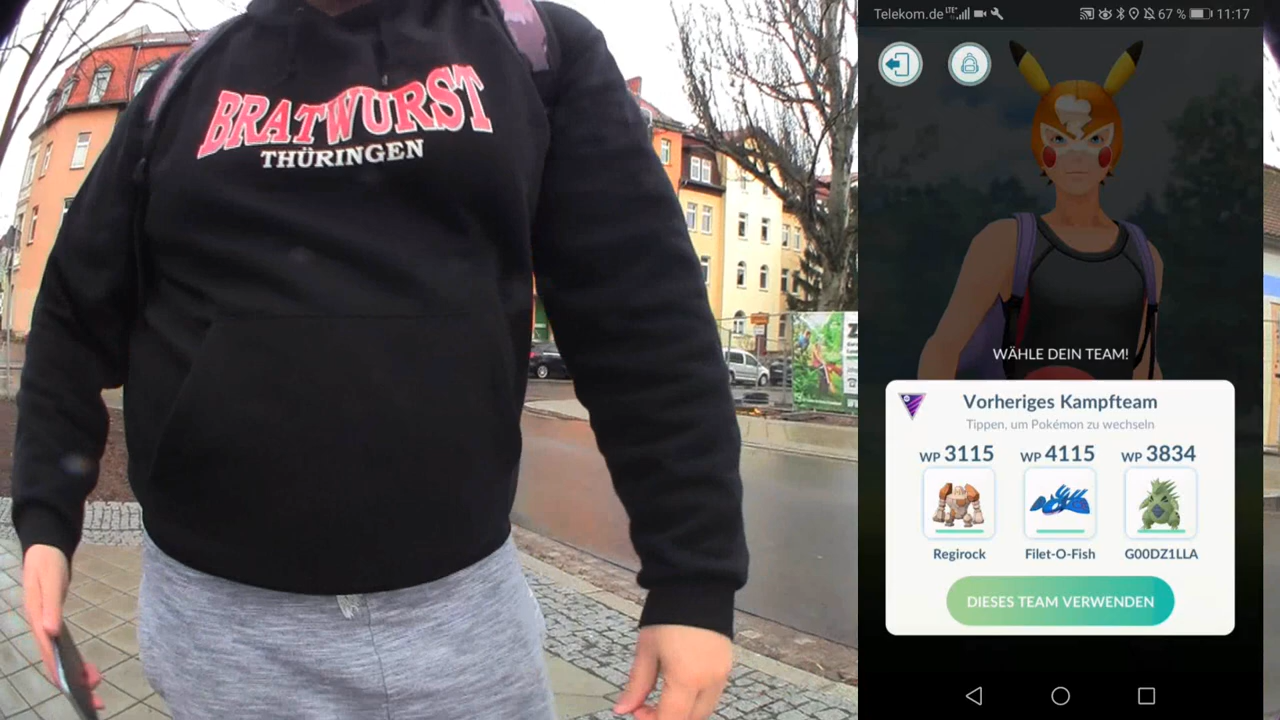 BRATWURST
THÜRINGEN
Telekom.de LTE 67 % 11:17
WÄHLE DEIN TEAM!
Vorheriges Kampfteam
Tippen, um Pokémon zu wechseln
WP 3115 WP 4115 WP 3834
Regirock Filet-O-Fish G00DZ1LLA
DIESES TEAM VERWENDEN